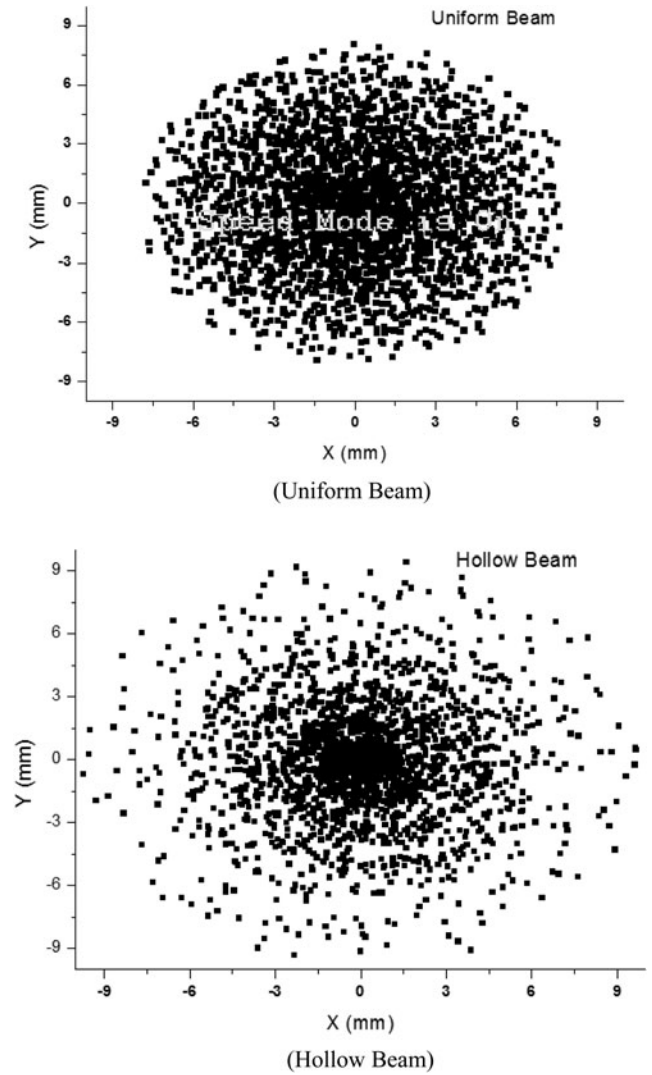 Uniform Beam
9
6
3
0
-3
-6
-9
Y (mm)
Speed Mode is On
-9 -6 -3 0 3 6 9
X (mm)
(Uniform Beam)
Hollow Beam
9
6
3
0
-3
-6
-9
Y (mm)
-9 -6 -3 0 3 6 9
X (mm)
(Hollow Beam)